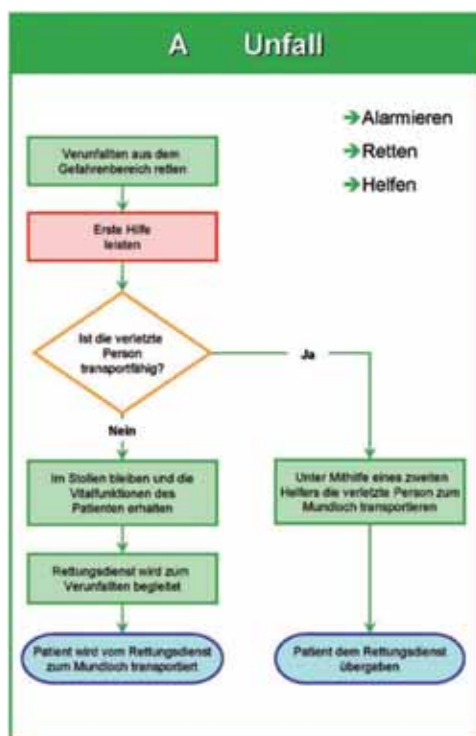 A Unfall
→Alarmieren
→Retten
→Helfen
Verunfallten aus dem
Gefahrenbereich retten
Erste Hilfe
leisten
Ist die verletzte
Person
transportfähig?
Ja
Nein
Im Stollen bleiben und die
Vitalfunktionen des
Patienten erhalten
Unter Mithilfe eines zweiten
Helfers die verletzte Person zum
Mundloch transportieren
Rettungsdienst wird zum
Verunfallten begleitet
Patient wird vom Rettungsdienst
zum Mundloch transportiert
Patient dem Rettungsdienst
übergeben